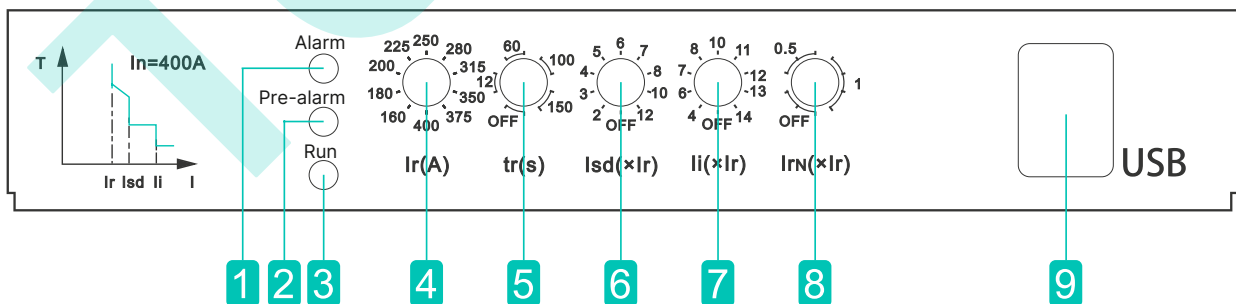 T
In=400A
Ir Isd Ii I
Alarm
Pre-alarm
Run
160 180 200 225 250 280 315 350 375 400
Ir(A)
OFF 12 60 100 150
tr(s)
2 3 4 5 6 7 8 10 12 OFF
Isd(×Ir)
4 6 7 8 10 11 12 13 14 OFF
Ii(×Ir)
OFF 0.5 1
IrN(×Ir)
USB
1 2 3 4 5 6 7 8 9